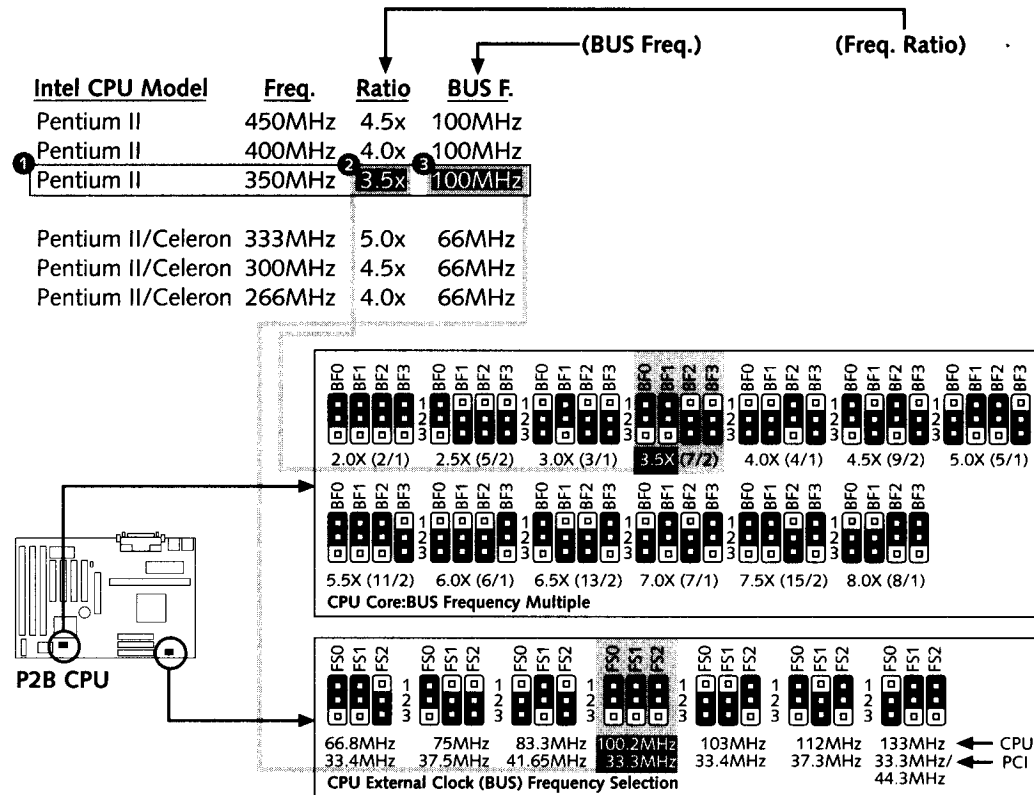 (BUS Freq.) (Freq. Ratio)
Intel CPU Model Freq. Ratio BUS F.
Pentium II 450MHz 4.5x 100MHz
Pentium II 400MHz 4.0x 100MHz
1 Pentium II 350MHz 2 3.5x 3 100MHz
Pentium II/Celeron 333MHz 5.0x 66MHz
Pentium II/Celeron 300MHz 4.5x 66MHz
Pentium II/Celeron 266MHz 4.0x 66MHz
BF0 BF1 BF2 BF3 BF0 BF1 BF2 BF3 BF0 BF1 BF2 BF3 BF0 BF1 BF2 BF3 BF0 BF1 BF2 BF3 BF0 BF1 BF2 BF3 BF0 BF1 BF2 BF3
1 1 1 1 1 1
2 2 2 2 2 2
3 3 3 3 3 3
2.0X (2/1) 2.5X (5/2) 3.0X (3/1) 3.5X (7/2) 4.0X (4/1) 4.5X (9/2) 5.0X (5/1)
BF0 BF1 BF2 BF3 BF0 BF1 BF2 BF3 BF0 BF1 BF2 BF3 BF0 BF1 BF2 BF3 BF0 BF1 BF2 BF3 BF0 BF1 BF2 BF3
1 1 1 1 1
2 2 2 2 2
3 3 3 3 3
5.5X (11/2) 6.0X (6/1) 6.5X (13/2) 7.0X (7/1) 7.5X (15/2) 8.0X (8/1)
CPU Core:BUS Frequency Multiple
P2B CPU
FS0 FS1 FS2 FS0 FS1 FS2 FS0 FS1 FS2 FS0 FS1 FS2 FS0 FS1 FS2 FS0 FS1 FS2 FS0 FS1 FS2
1 1 1 1 1 1
2 2 2 2 2 2
3 3 3 3 3 3
66.8MHz 75MHz 83.3MHz 100.2MHz 103MHz 112MHz 133MHz CPU
33.4MHz 37.5MHz 41.65MHz 33.3MHz 33.4MHz 37.3MHz 33.3MHz/ PCI
44.3MHz
CPU External Clock (BUS) Frequency Selection